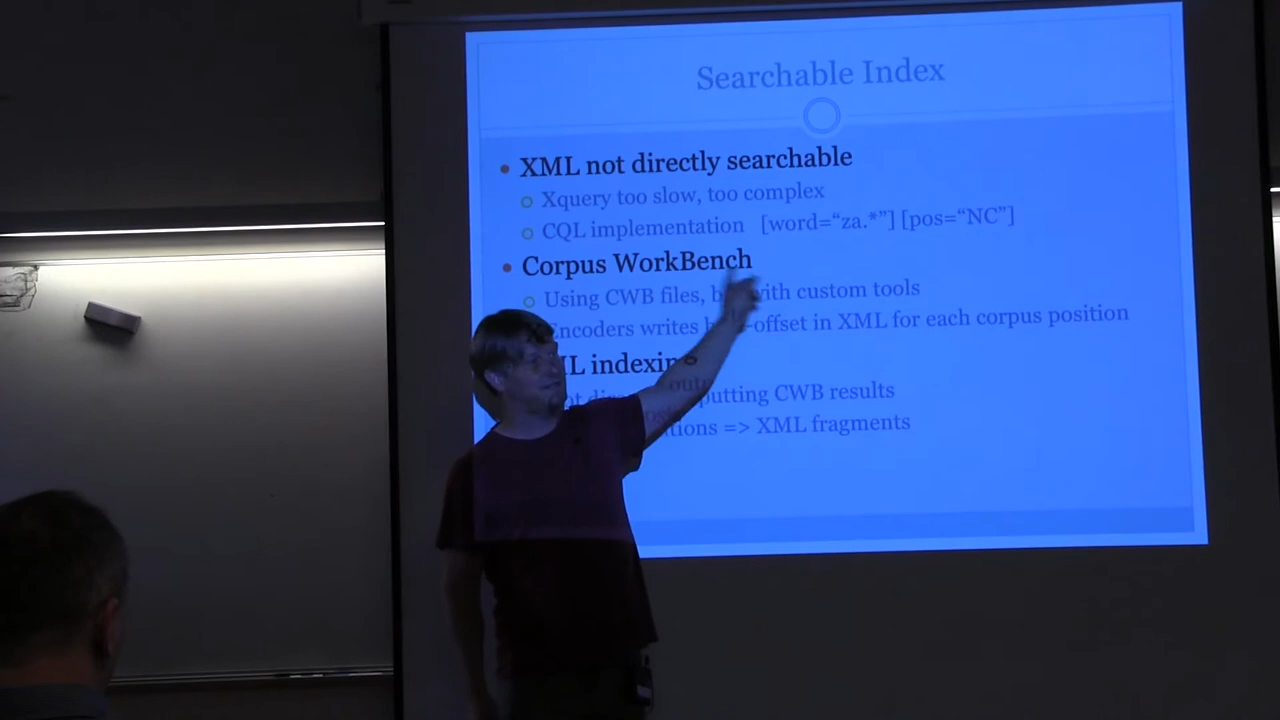 Searchable Index
XML not directly searchable
Xquery too slow, too complex
CQL implementation [word=“za.*”] [pos=“NC”]
Corpus WorkBench
Using CWB files, with custom tools
Encoders writes offset in XML for each corpus position
indexing
outputting CWB results
=> XML fragments